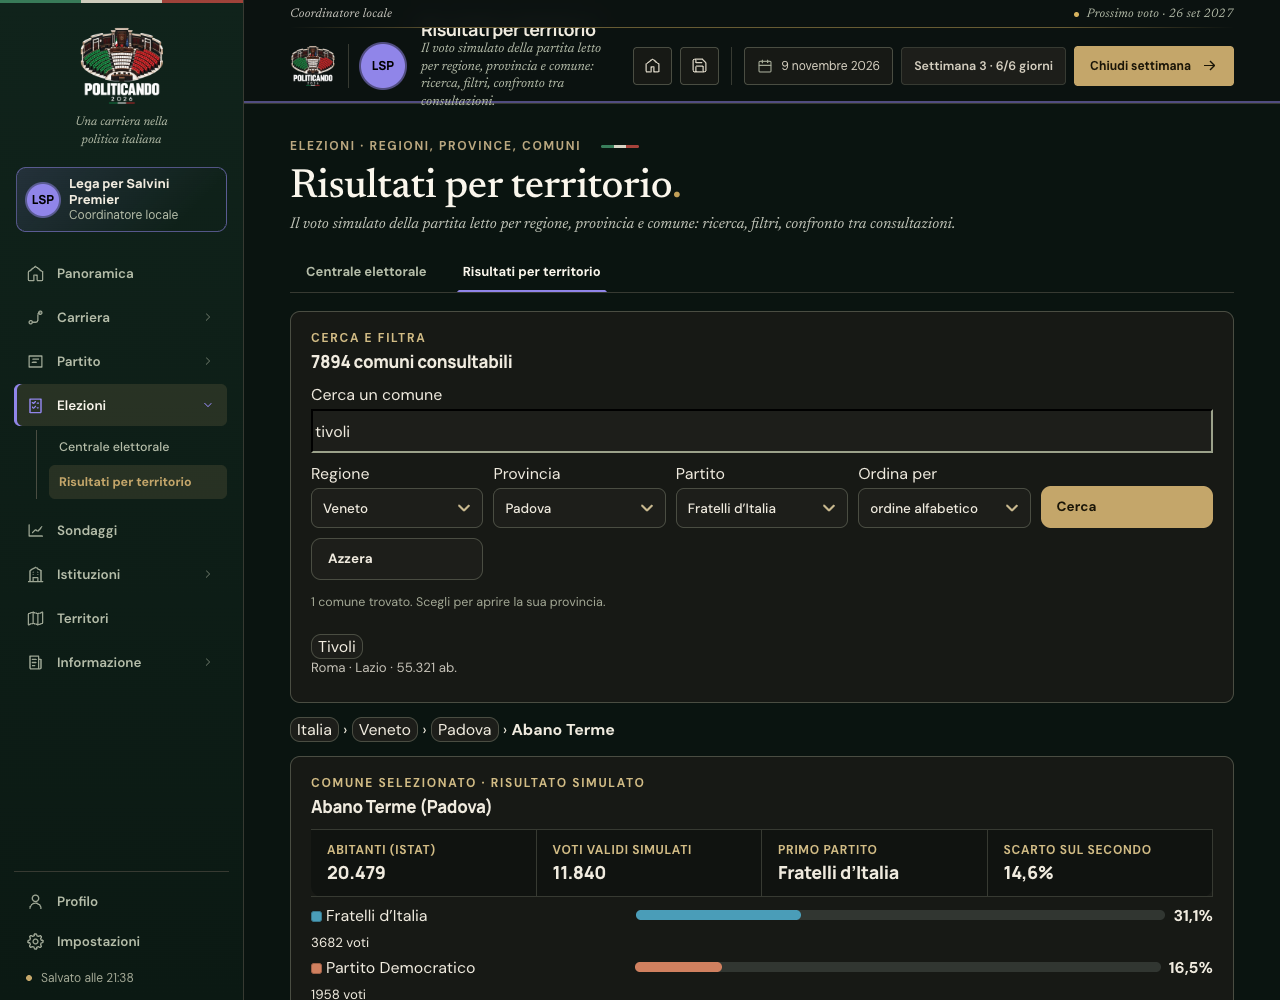 POLITICANDO
2026
Una carriera nella
politica italiana
LSP
Lega per Salvini
Premier
Coordinatore locale
Panoramica
Carriera
Partito
Elezioni
Centrale elettorale
Risultati per territorio
Sondaggi
Istituzioni
Territori
Informazione
Profilo
Impostazioni
Salvato alle 21:38
Coordinatore locale
Prossimo voto · 26 set 2027
POLITICANDO
LSP
Risultati per territorio
Il voto simulato della partita letto
per regione, provincia e comune:
ricerca, filtri, confronto tra
consultazioni.
9 novembre 2026
Settimana 3 · 6/6 giorni
Chiudi settimana
ELEZIONI · REGIONI, PROVINCE, COMUNI
Risultati per territorio.
Il voto simulato della partita letto per regione, provincia e comune: ricerca, filtri, confronto tra consultazioni.
Centrale elettorale
Risultati per territorio
CERCA E FILTRA
7894 comuni consultabili
Cerca un comune
tivoli
Regione Provincia Partito Ordina per
Veneto Padova Fratelli d’Italia ordine alfabetico Cerca
Azzera
1 comune trovato. Scegli per aprire la sua provincia.
Tivoli
Roma · Lazio · 55.321 ab.
Italia › Veneto › Padova › Abano Terme
COMUNE SELEZIONATO · RISULTATO SIMULATO
Abano Terme (Padova)
ABITANTI (ISTAT) VOTI VALIDI SIMULATI PRIMO PARTITO SCARTO SUL SECONDO
20.479 11.840 Fratelli d’Italia 14,6%
Fratelli d’Italia 31,1%
3682 voti
Partito Democratico 16,5%
1958 voti